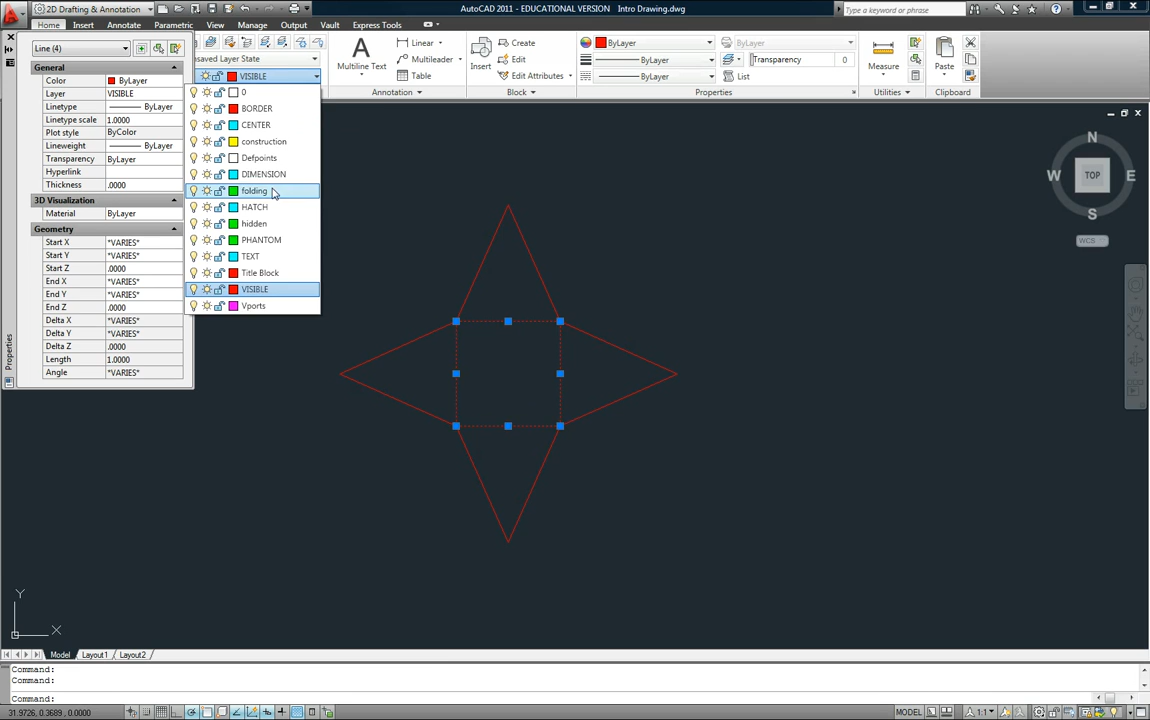 2D Drafting & Annotation
AutoCAD 2011 - EDUCATIONAL VERSION Intro Drawing.dwg
Type a keyword or phrase
Home Insert Annotate Parametric View Manage Output Vault Express Tools
Line (4)
General
Color ByLayer
Layer VISIBLE
Linetype ByLayer
Linetype scale 1.0000
Plot style ByColor
Lineweight ByLayer
Transparency ByLayer
Hyperlink
Thickness .0000
3D Visualization
Material ByLayer
Geometry
Start X *VARIES*
Start Y *VARIES*
Start Z .0000
End X *VARIES*
End Y *VARIES*
End Z .0000
Delta X *VARIES*
Delta Y *VARIES*
Delta Z .0000
Length 1.0000
Angle *VARIES*
Properties
nsaved Layer State
VISIBLE
0
BORDER
CENTER
construction
Defpoints
DIMENSION
folding
HATCH
hidden
PHANTOM
TEXT
Title Block
VISIBLE
Vports
A
Multiline Text
Linear
Multileader
Table
Annotation
Insert
Create
Edit
Edit Attributes
Block
ByLayer
ByLayer
ByLayer
ByLayer
Transparency 0
List
Properties
Measure
Utilities
Paste
Clipboard
N
W TOP E
S
WCS
Y
X
Model Layout1 Layout2
Command:
Command:
Command:
31.9726, 0.3689, 0.0000
MODEL
1:1